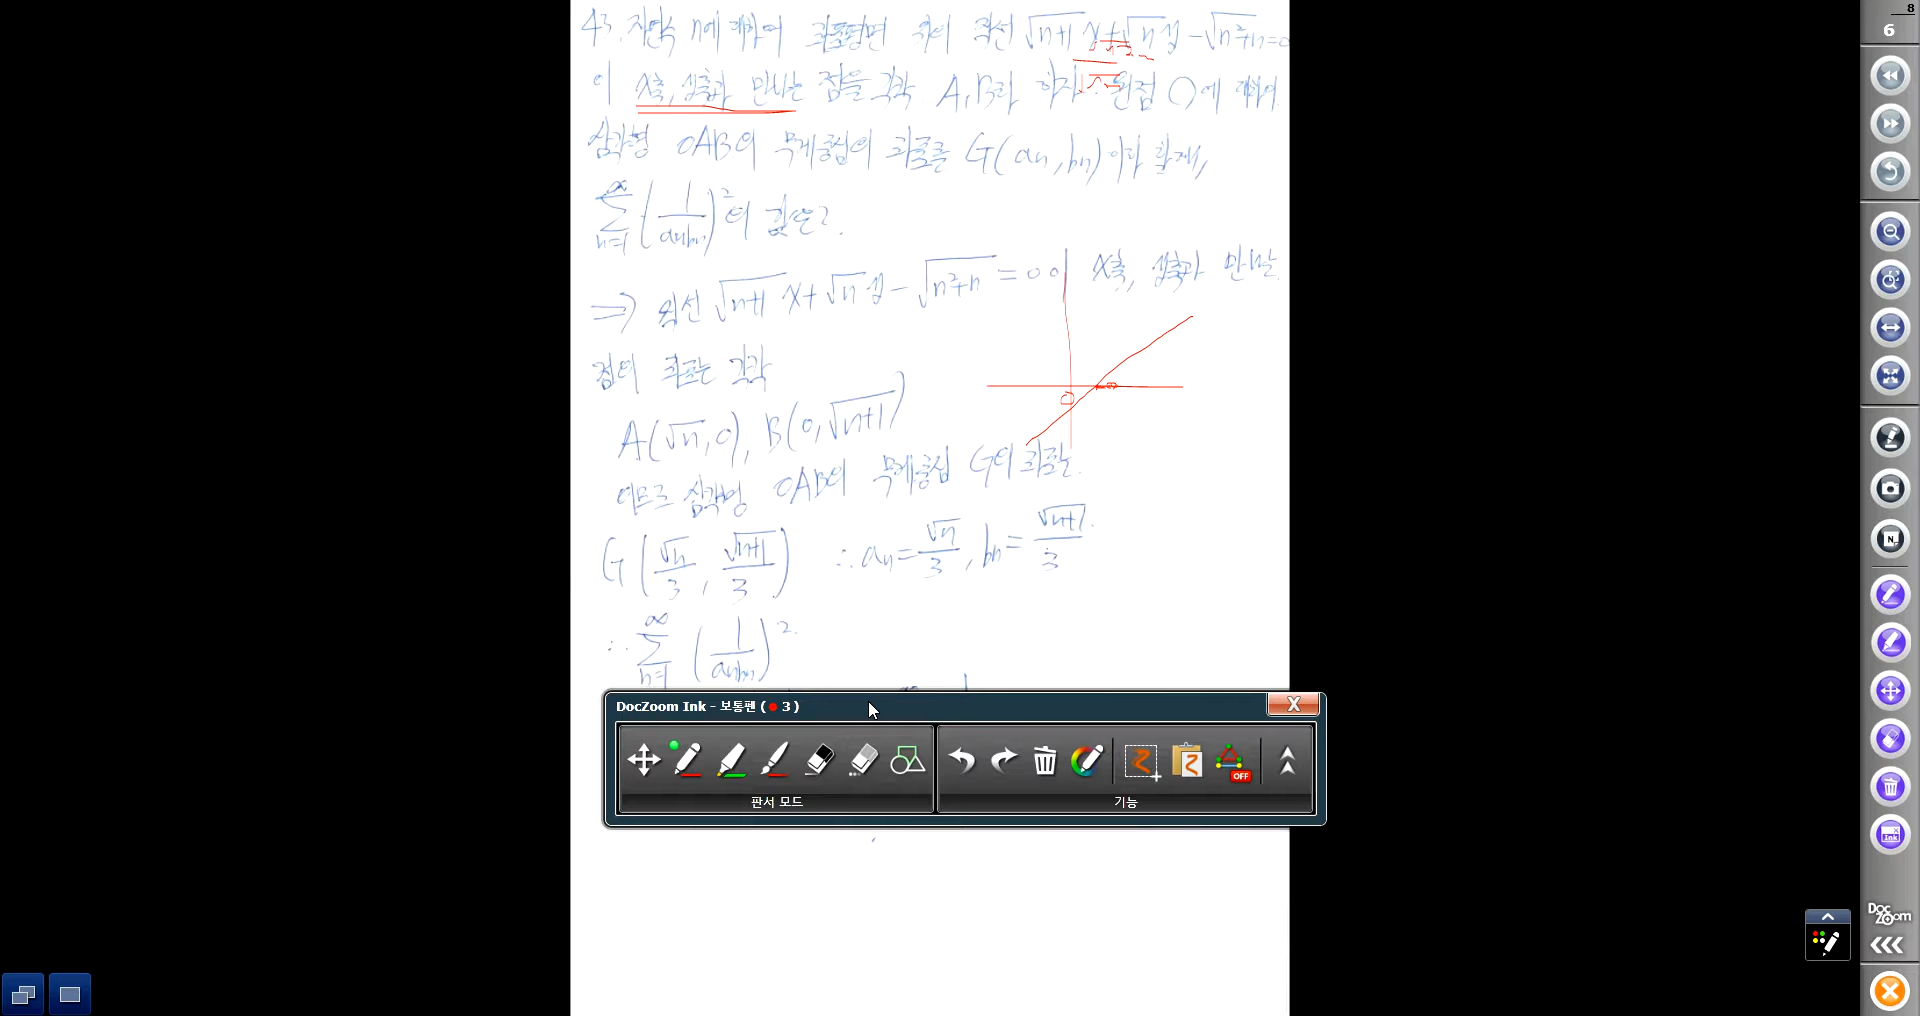 43. 자연수 n에 대하여 좌표평면 위의 직선 √(n+1) x+√n y-√(n²+n)=0
이 x축, y축과 만나는 점을 각각 A, B라 하자. 원점 O에 대하여
삼각형 OAB의 무게중심의 좌표를 G(an, bn)이라 할 때,
∞∑n=1 (1/anbn)²의 값은?
⇒) 직선 √(n+1) x+√n y-√(n²+n)=0이 x축, y축과 만나는
점의 좌표는 각각
A(√n, 0), B(0, √(n+1))
이므로 삼각형 OAB의 무게중심 G의 좌표는
G(√n/3, √(n+1)/3) ∴ an=√n/3, bn=√(n+1)/3
∴ ∞∑n=1 (1/anbn)²
DocZoom Ink - 보통펜 ( 3 )
X
OFF
판서 모드
기능
8
6
N
Ink
DocZoom